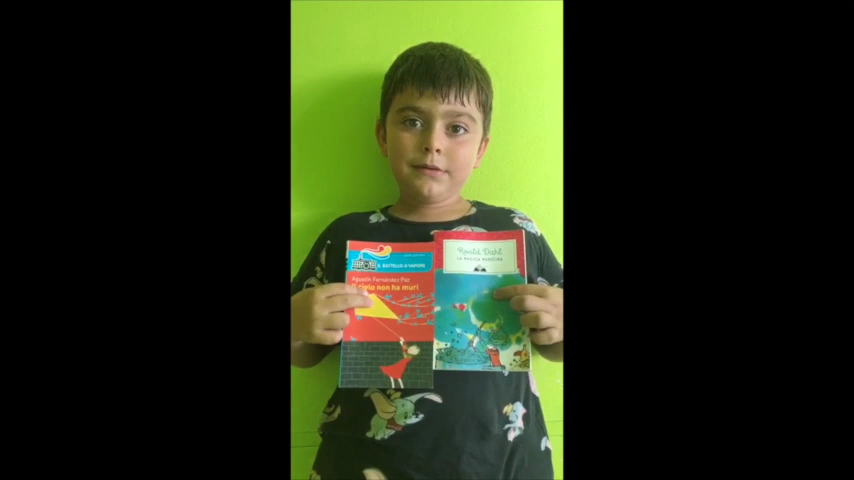 IL BATTELLO A VAPORE
Agustín Fernández Paz
Il cielo non ha muri
Roald Dahl
LA MAGICA MEDICINA